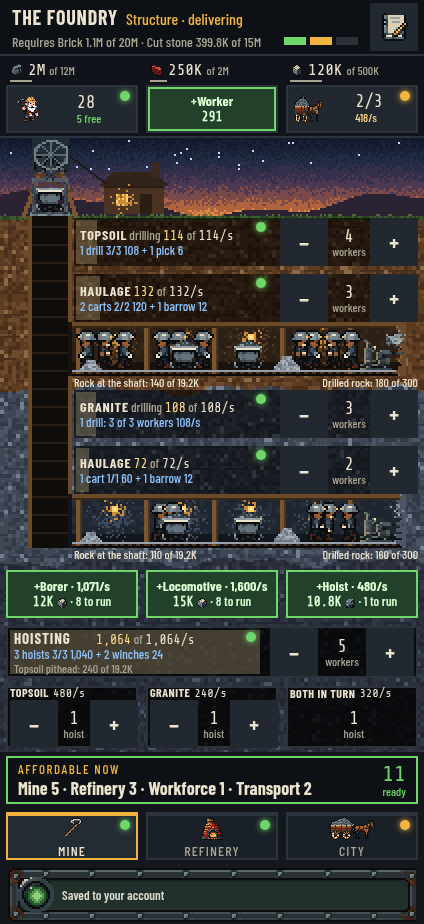 THE FOUNDRY Structure · delivering
Requires Brick 1.1M of 20M · Cut stone 399.8K of 15M
2M of 12M
250K of 2M
120K of 500K
28
5 free
+Worker
291
2/3
418/s
TOPSOIL drilling 114 of 114/s
1 drill 3/3 108 + 1 pick 6
− 4 +
workers
HAULAGE 132 of 132/s
2 carts 2/2 120 + 1 barrow 12
− 3 +
workers
Rock at the shaft: 140 of 19.2K
Drilled rock: 180 of 300
GRANITE drilling 108 of 108/s
1 drill: 3 of 3 workers 108/s
− 3 +
workers
HAULAGE 72 of 72/s
1 cart 1/1 60 + 1 barrow 12
− 2 +
workers
Rock at the shaft: 110 of 19.2K
Drilled rock: 160 of 300
+Borer · 1,071/s
12K · 8 to run
+Locomotive · 1,600/s
15K · 8 to run
+Hoist · 480/s
10.8K · 1 to run
HOISTING 1,064 of 1,064/s
3 hoists 3/3 1,040 + 2 winches 24
Topsoil pithead: 240 of 19.2K
− 5 +
workers
TOPSOIL 480/s
− 1 +
hoist
GRANITE 240/s
− 1 +
hoist
BOTH IN TURN 320/s
1
hoist
AFFORDABLE NOW
Mine 5 · Refinery 3 · Workforce 1 · Transport 2
11
ready
MINE
REFINERY
CITY
Saved to your account